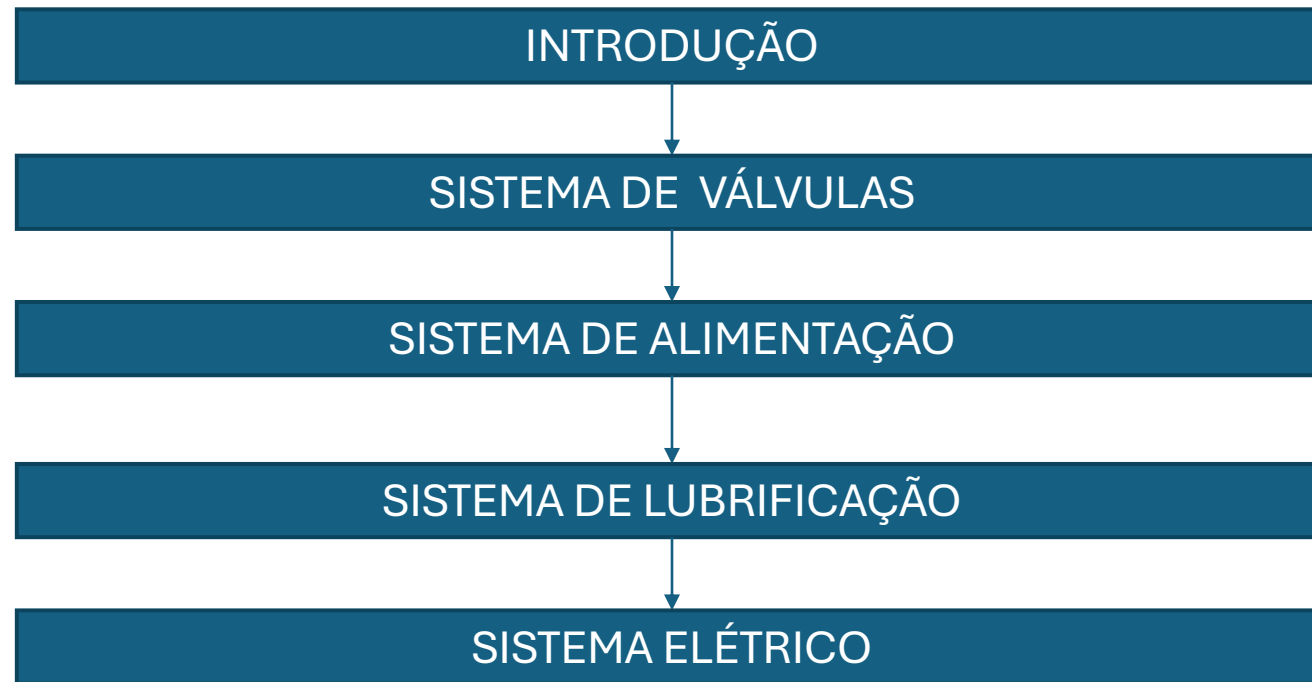 INTRODUÇÃO
SISTEMA DE VÁLVULAS
SISTEMA DE ALIMENTAÇÃO
SISTEMA DE LUBRIFICAÇÃO
SISTEMA ELÉTRICO